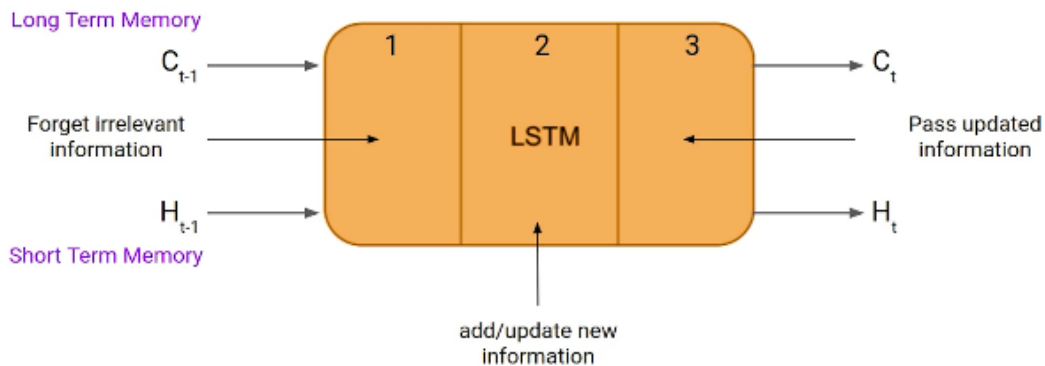 Long Term Memory
1 2 3
C t-1
C t
Forget irrelevant
information
LSTM
Pass updated
information
H t-1
H t
Short Term Memory
add/update new
information